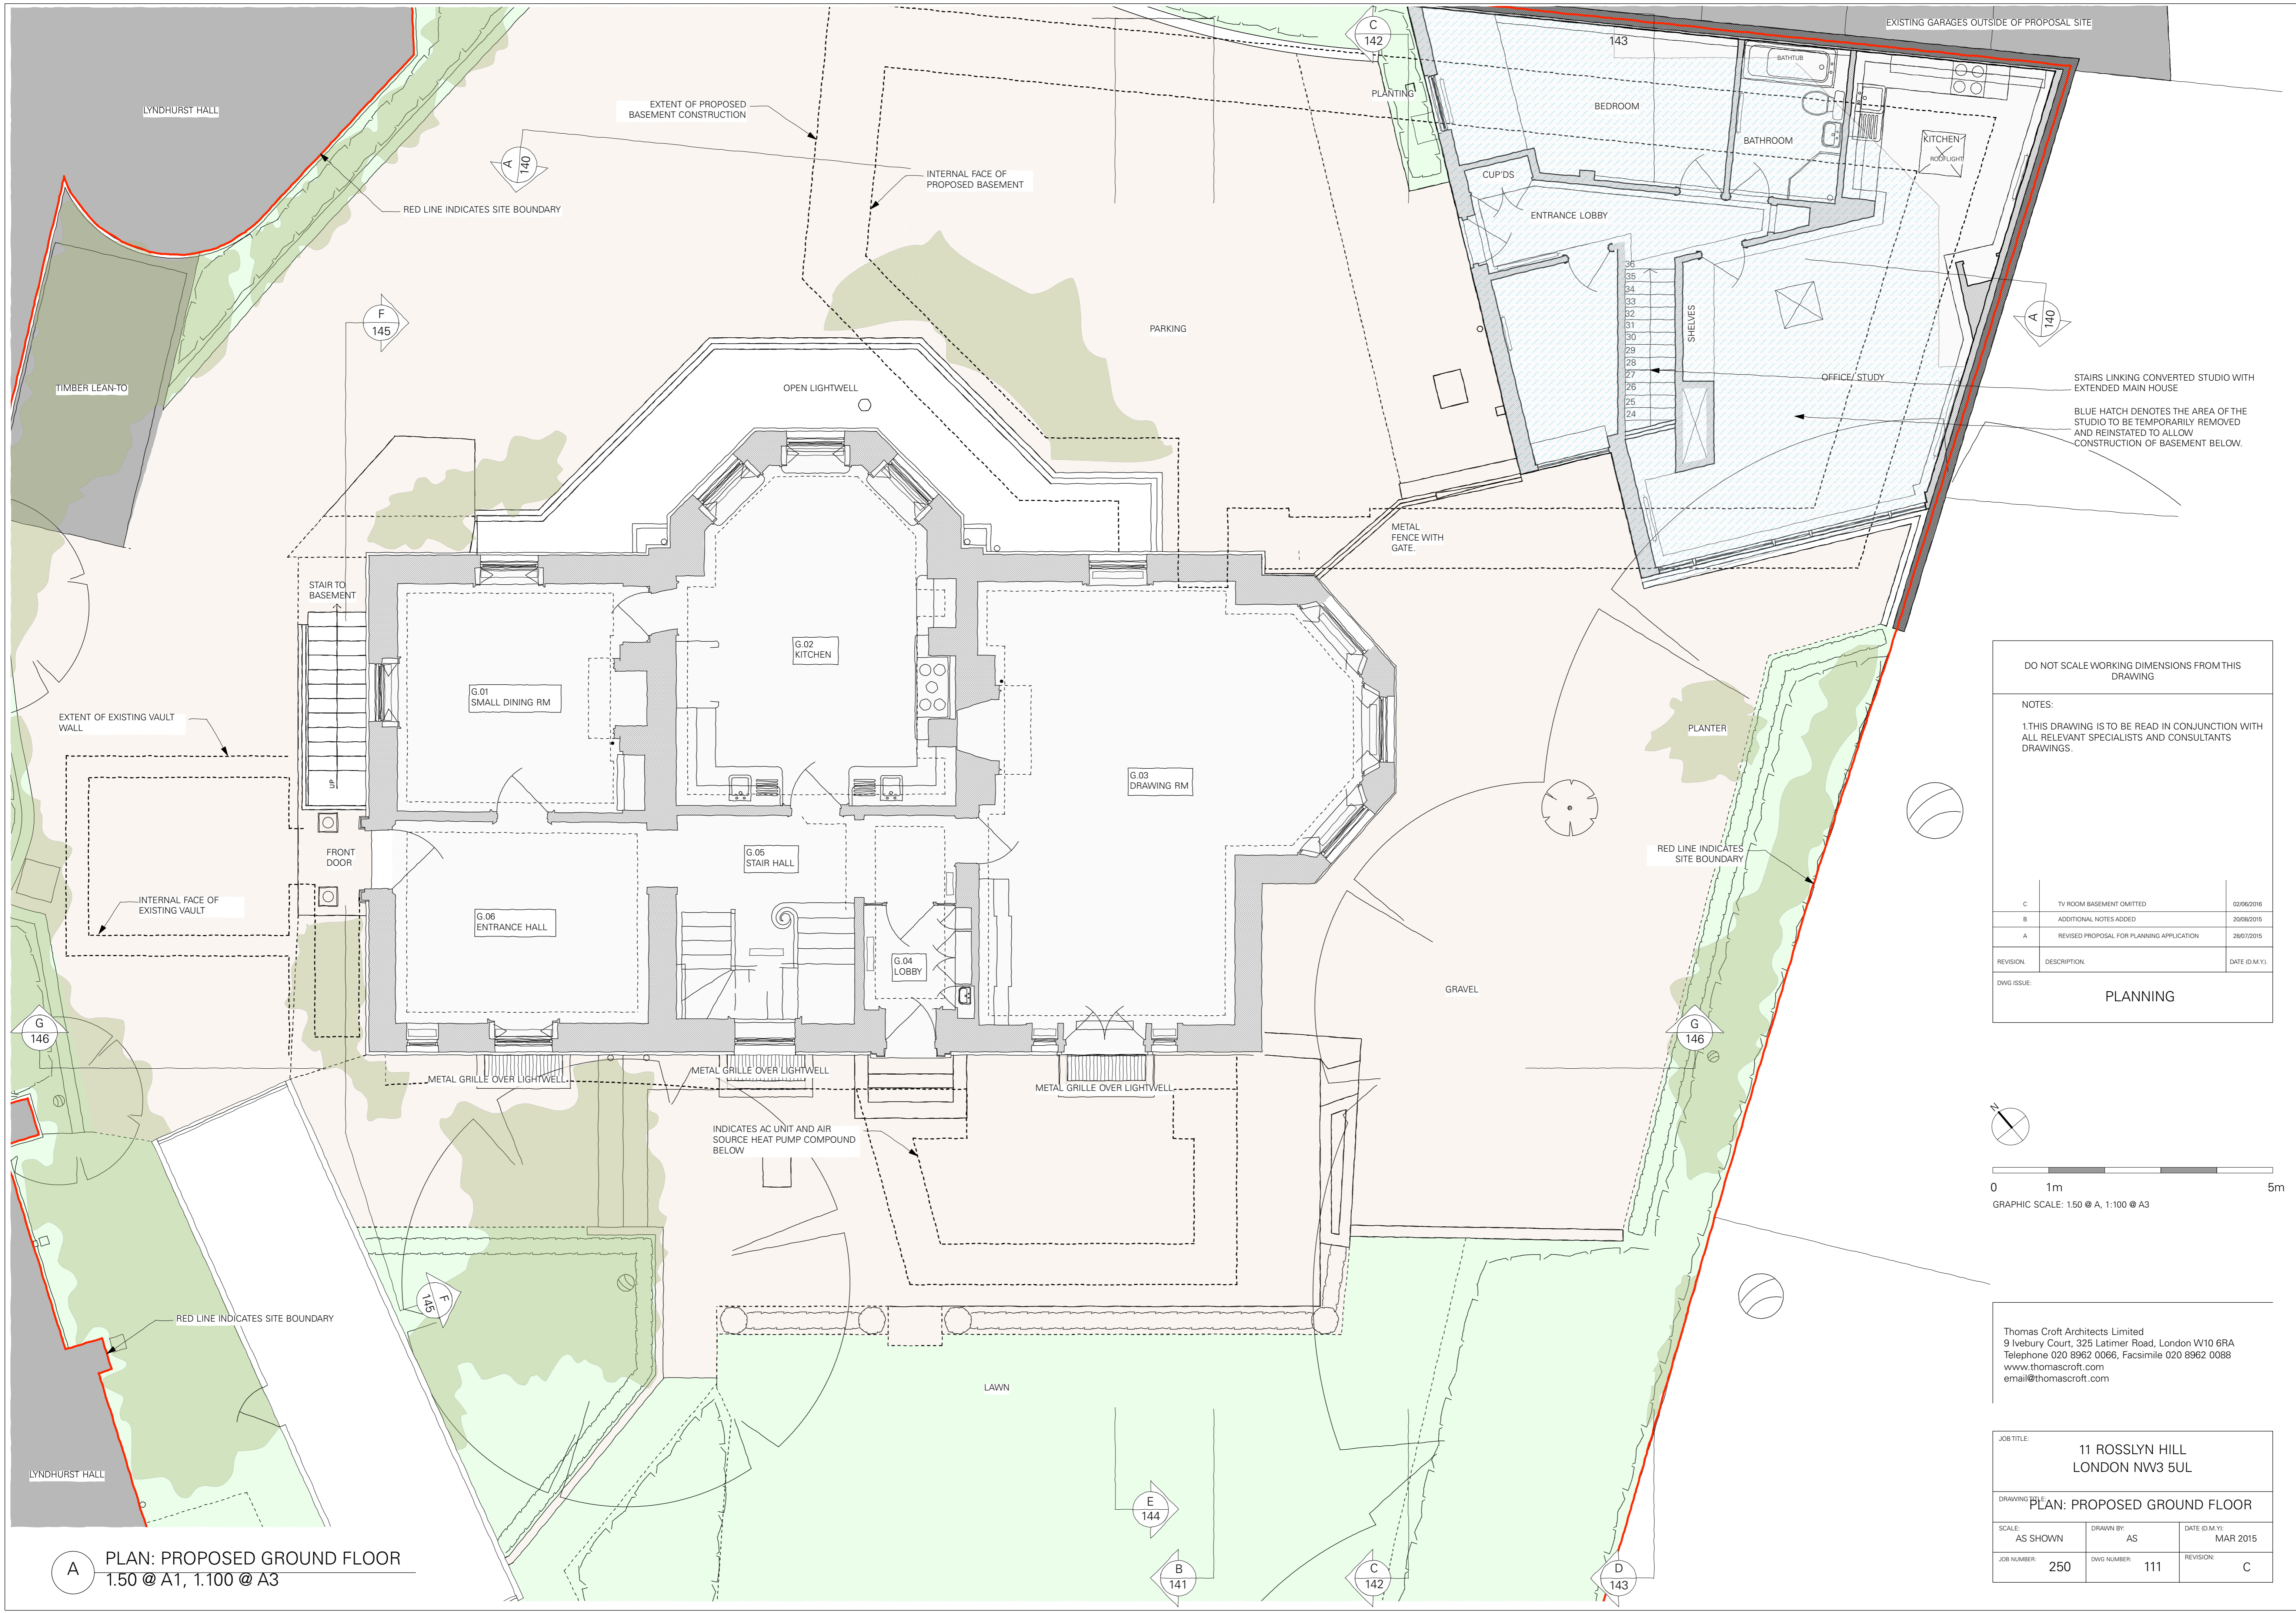 EXISTING GARAGES OUTSIDE OF PROPOSAL SITE
C
142
143
BATHTUB
LYNDHURST HALL
EXTENT OF PROPOSED
BASEMENT CONSTRUCTION
PLANTING
BEDROOM
BATHROOM
KITCHEN
ROOFLIGHT
A
140
INTERNAL FACE OF
PROPOSED BASEMENT
CUP'DS
ENTRANCE LOBBY
RED LINE INDICATES SITE BOUNDARY
36
35
34
33
32
31
30
29
28
27
26
25
24
SHELVES
A
140
F
145
PARKING
TIMBER LEAN-TO
OPEN LIGHTWELL
OFFICE/ STUDY
STAIRS LINKING CONVERTED STUDIO WITH
EXTENDED MAIN HOUSE
BLUE HATCH DENOTES THE AREA OF THE
STUDIO TO BE TEMPORARILY REMOVED
AND REINSTATED TO ALLOW
CONSTRUCTION OF BASEMENT BELOW.
METAL
FENCE WITH
GATE.
STAIR TO
BASEMENT
G.02
KITCHEN
G.01
SMALL DINING RM
EXTENT OF EXISTING VAULT
WALL
PLANTER
UP
G.03
DRAWING RM
FRONT
DOOR
G.05
STAIR HALL
RED LINE INDICATES
SITE BOUNDARY
INTERNAL FACE OF
EXISTING VAULT
G.06
ENTRANCE HALL
G.04
LOBBY
GRAVEL
G
146
G
146
METAL GRILLE OVER LIGHTWELL
METAL GRILLE OVER LIGHTWELL
METAL GRILLE OVER LIGHTWELL
INDICATES AC UNIT AND AIR
SOURCE HEAT PUMP COMPOUND
BELOW
F
145
RED LINE INDICATES SITE BOUNDARY
LAWN
LYNDHURST HALL
E
144
B
141
C
142
D
143
A
PLAN: PROPOSED GROUND FLOOR
1.50 @ A1, 1.100 @ A3
DO NOT SCALE WORKING DIMENSIONS FROM THIS
DRAWING
NOTES:
1.THIS DRAWING IS TO BE READ IN CONJUNCTION WITH
ALL RELEVANT SPECIALISTS AND CONSULTANTS
DRAWINGS.
C TV ROOM BASEMENT OMITTED 02/06/2016
B ADDITIONAL NOTES ADDED 20/08/2015
A REVISED PROPOSAL FOR PLANNING APPLICATION 28/07/2015
REVISION. DESCRIPTION. DATE (D.M.Y).
DWG ISSUE:
PLANNING
N
0 1m 5m
GRAPHIC SCALE: 1.50 @ A, 1:100 @ A3
Thomas Croft Architects Limited
9 Ivebury Court, 325 Latimer Road, London W10 6RA
Telephone 020 8962 0066, Facsimile 020 8962 0088
www.thomascroft.com
email@thomascroft.com
JOB TITLE:
11 ROSSLYN HILL
LONDON NW3 5UL
DRAWING TITLE:
PLAN: PROPOSED GROUND FLOOR
SCALE: DRAWN BY: DATE (D.M.Y):
AS SHOWN AS MAR 2015
JOB NUMBER: 250 DWG NUMBER: 111 REVISION: C